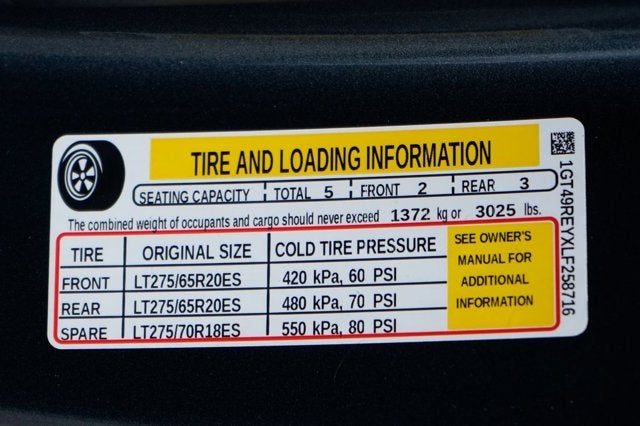 TIRE AND LOADING INFORMATION
SEATING CAPACITY TOTAL 5 FRONT 2 REAR 3
The combined weight of occupants and cargo should never exceed 1372 kg or 3025 lbs.
TIRE ORIGINAL SIZE COLD TIRE PRESSURE
FRONT LT275/65R20ES 420 kPa, 60 PSI
REAR LT275/65R20ES 480 kPa, 70 PSI
SPARE LT275/70R18ES 550 kPa, 80 PSI
SEE OWNER'S
MANUAL FOR
ADDITIONAL
INFORMATION
1GT49REYXLF258716